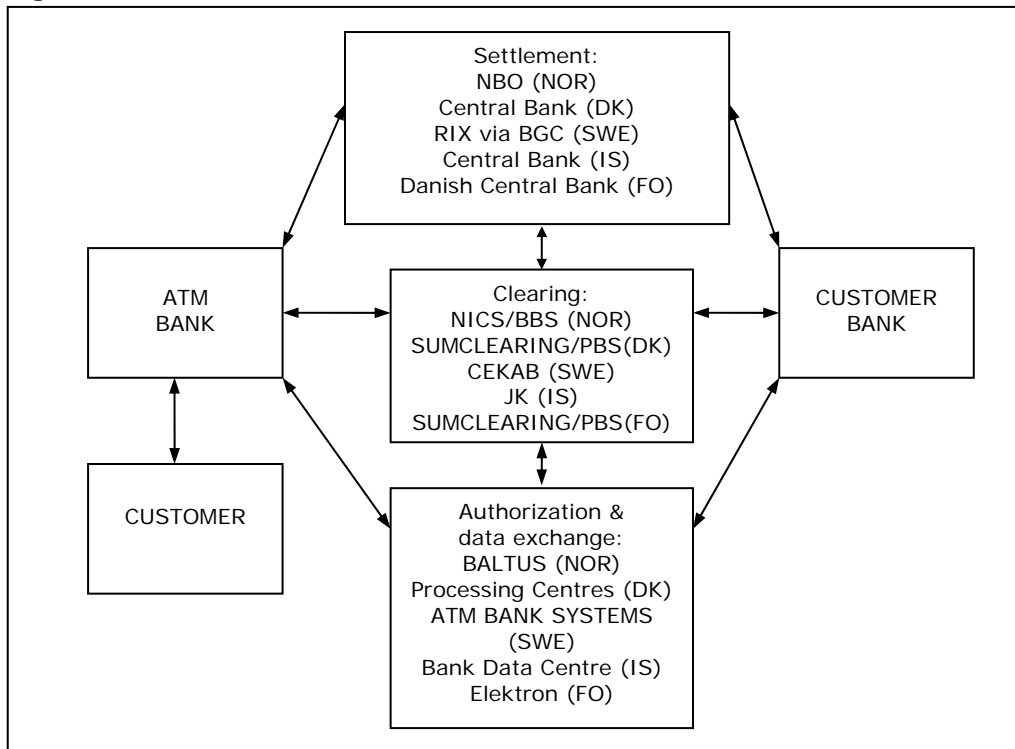 Settlement:
NBO (NOR)
Central Bank (DK)
RIX via BGC (SWE)
Central Bank (IS)
Danish Central Bank (FO)
ATM
BANK
Clearing:
NICS/BBS (NOR)
SUMCLEARING/PBS(DK)
CEKAB (SWE)
JK (IS)
SUMCLEARING/PBS(FO)
CUSTOMER
BANK
CUSTOMER
Authorization &
data exchange:
BALTUS (NOR)
Processing Centres (DK)
ATM BANK SYSTEMS
(SWE)
Bank Data Centre (IS)
Elektron (FO)